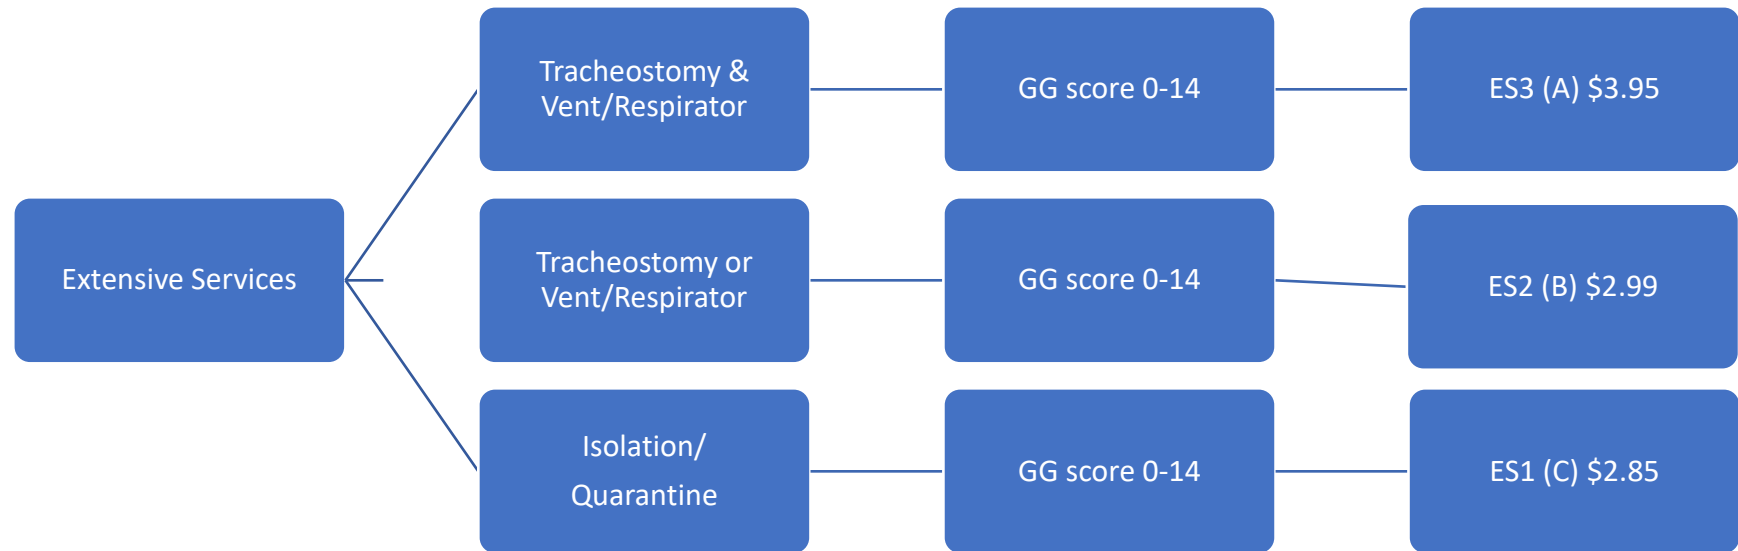 Extensive Services
Tracheostomy &
Vent/Respirator
GG score 0-14
ES3 (A) $3.95
Tracheostomy or
Vent/Respirator
GG score 0-14
ES2 (B) $2.99
Isolation/
Quarantine
GG score 0-14
ES1 (C) $2.85